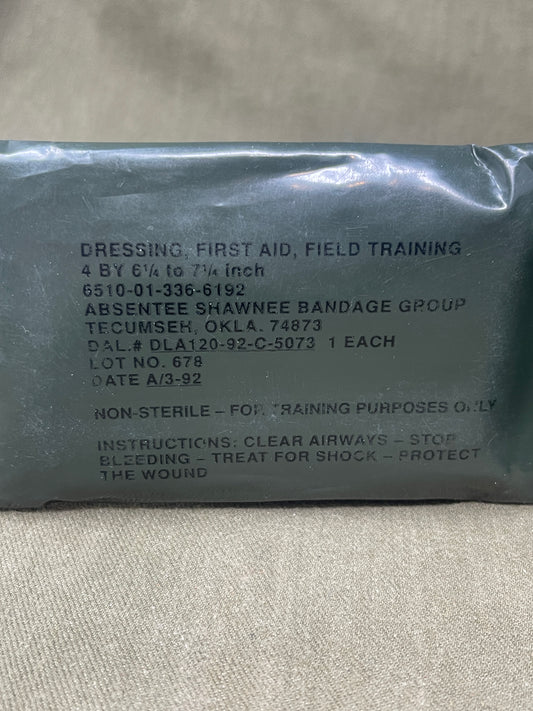 DRESSING, FIRST AID, FIELD TRAINING
4 BY 6¼ to 7¼ inch
6510-01-336-6192
ABSENTEE SHAWNEE BANDAGE GROUP
TECUMSEH, OKLA. 74873
DAL.# DLA120-92-C-5073 1 EACH
LOT NO. 678
DATE A/3-92
NON-STERILE – FOR TRAINING PURPOSES ONLY
INSTRUCTIONS: CLEAR AIRWAYS – STOP
BLEEDING – TREAT FOR SHOCK – PROTECT
THE WOUND